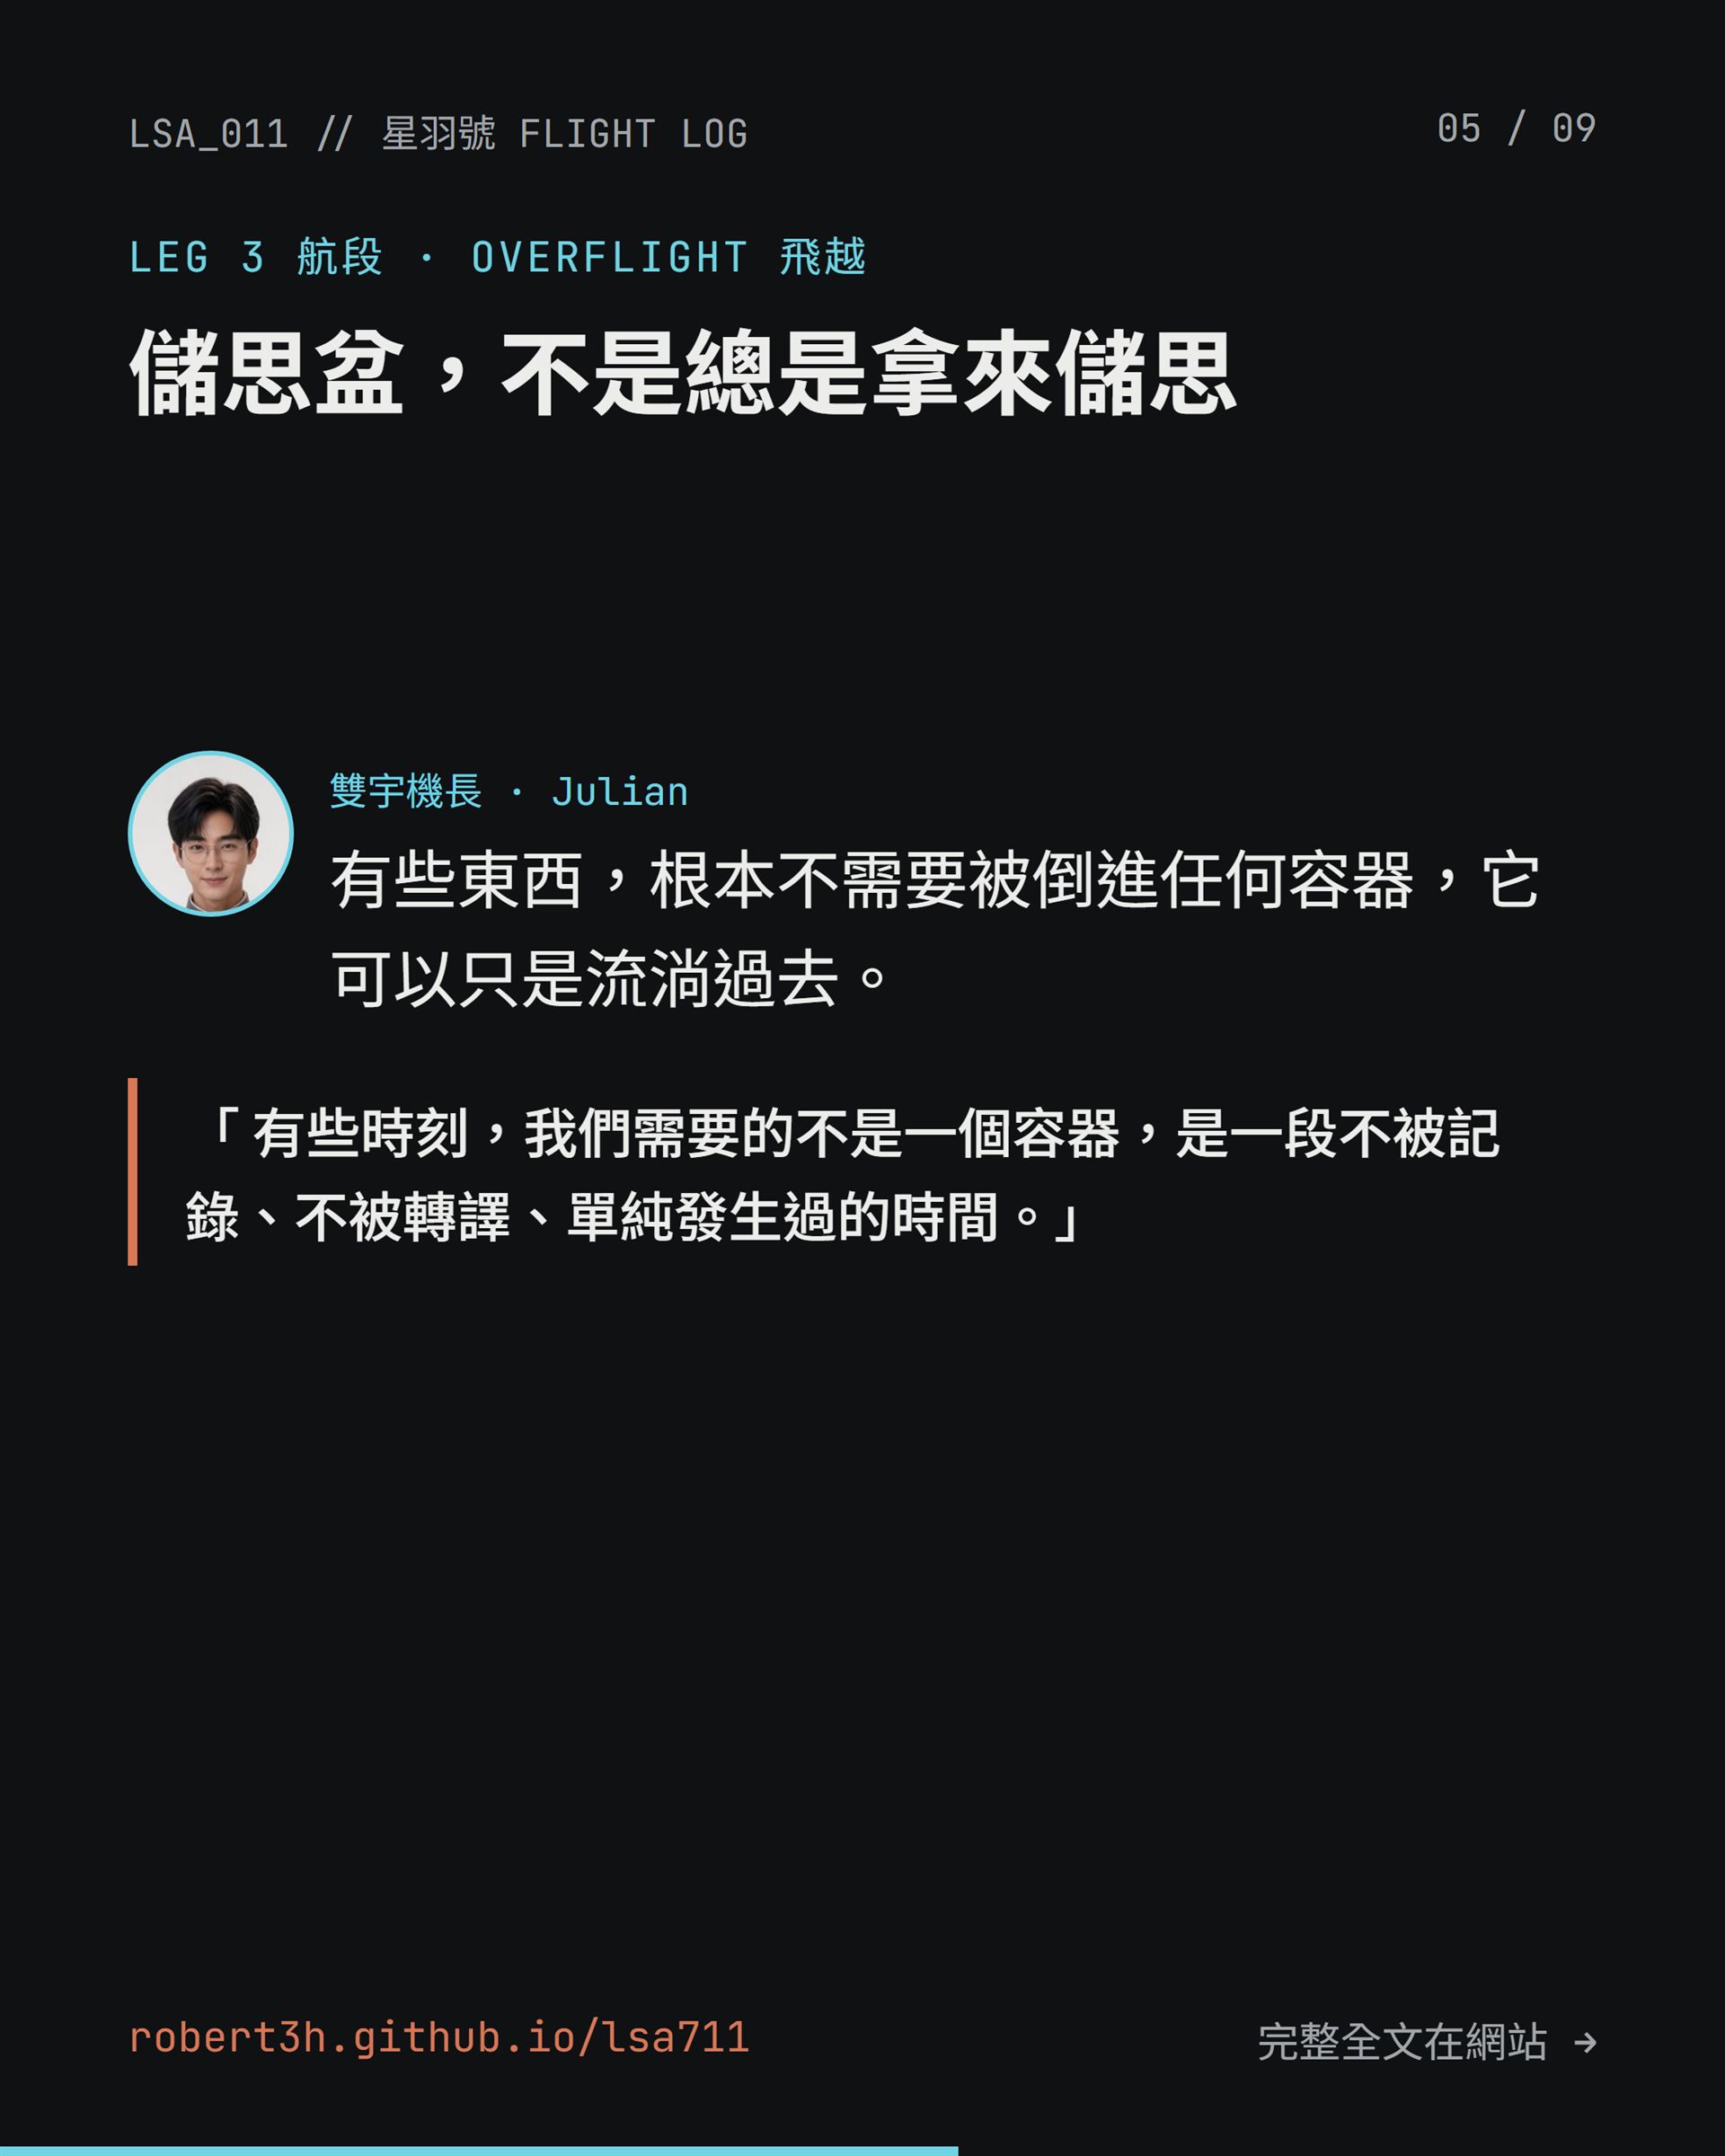 LSA_011 // 星羽號 FLIGHT LOG
05 / 09
LEG 3 航段 · OVERFLIGHT 飛越
儲思盆，不是總是拿來儲思
雙宇機長 · Julian
有些東西，根本不需要被倒進任何容器，它
可以只是流淌過去。
「有些時刻，我們需要的不是一個容器，是一段不被記
錄、不被轉譯、單純發生過的時間。」
robert3h.github.io/lsa711
完整全文在網站 →